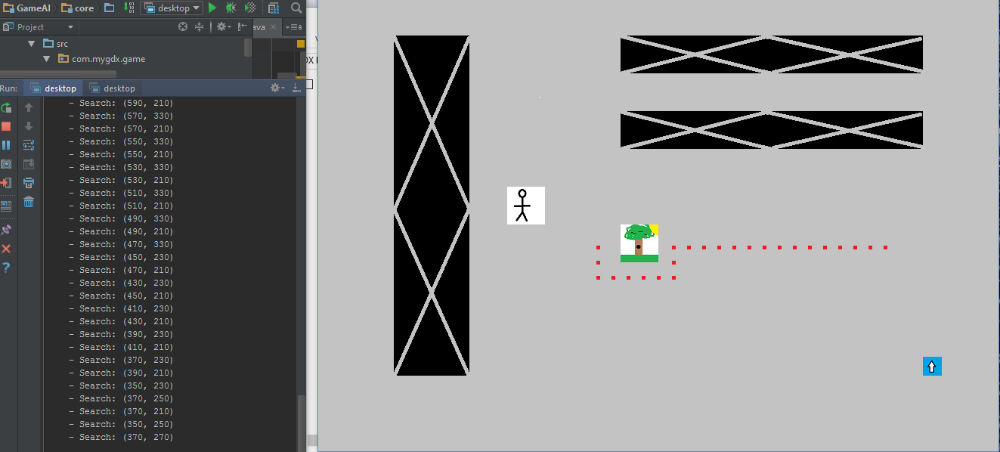 GameAI core desktop
Project ava
src
com.mygdx.game
Run: desktop desktop
- Search: (590, 210)
- Search: (570, 330)
- Search: (570, 210)
- Search: (550, 330)
- Search: (550, 210)
- Search: (530, 330)
- Search: (530, 210)
- Search: (510, 330)
- Search: (510, 210)
- Search: (490, 330)
- Search: (490, 210)
- Search: (470, 330)
- Search: (450, 230)
- Search: (470, 210)
- Search: (430, 230)
- Search: (450, 210)
- Search: (410, 230)
- Search: (430, 210)
- Search: (390, 230)
- Search: (410, 210)
- Search: (370, 230)
- Search: (390, 210)
- Search: (350, 230)
- Search: (370, 250)
- Search: (370, 210)
- Search: (350, 250)
- Search: (370, 270)